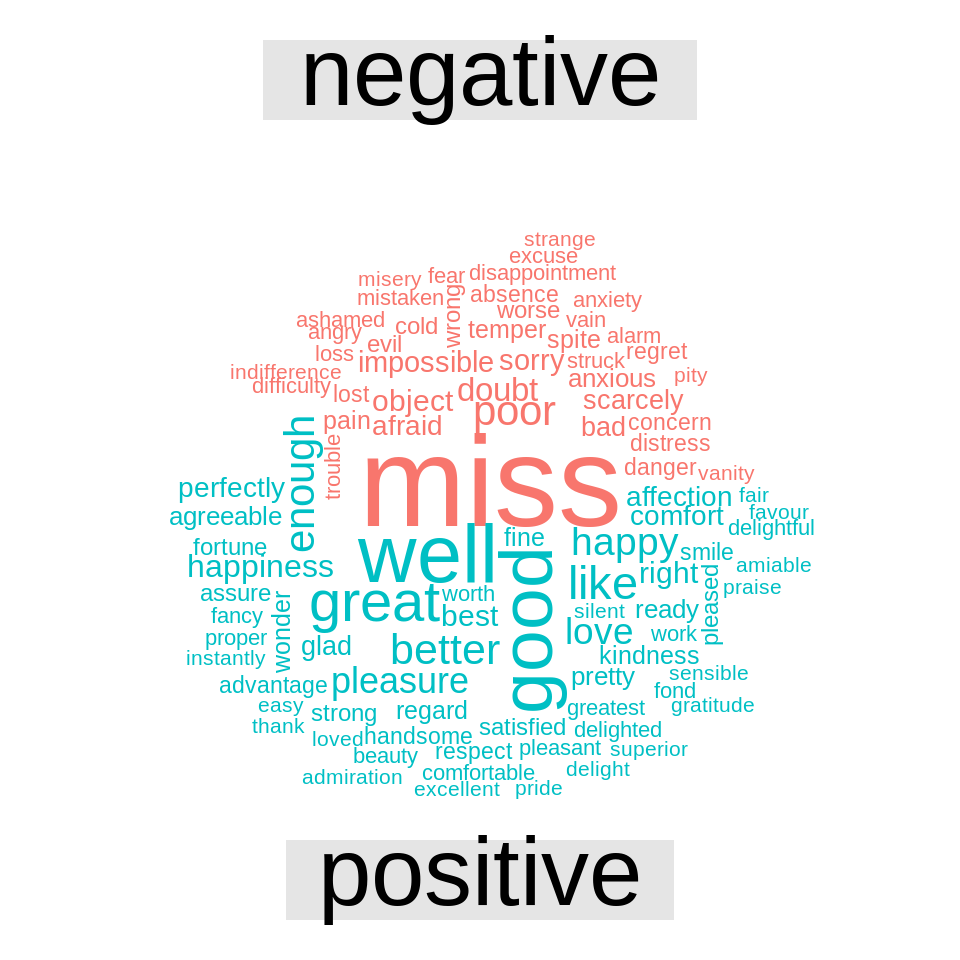 negative
strange
excuse
misery fear disappointment
mistaken wrong absence anxiety
worse
ashamed cold temper vain
angry evil spite alarm
loss impossible sorry struck regret
indifference anxious pity
difficulty lost object doubt scarcely
pain afraid poor bad concern
enough trouble miss distress
danger vanity
perfectly affection fair
agreeable comfort favour
well fine happy delightful
fortune smile
happiness good like right amiable
assure great worth pleased praise
fancy wonder best silent ready
proper glad better love work
instantly kindness
advantage pleasure pretty sensible
fond
easy strong regard greatest gratitude
thank satisfied delighted
loved handsome
beauty respect pleasant superior
admiration comfortable delight
excellent pride
positive